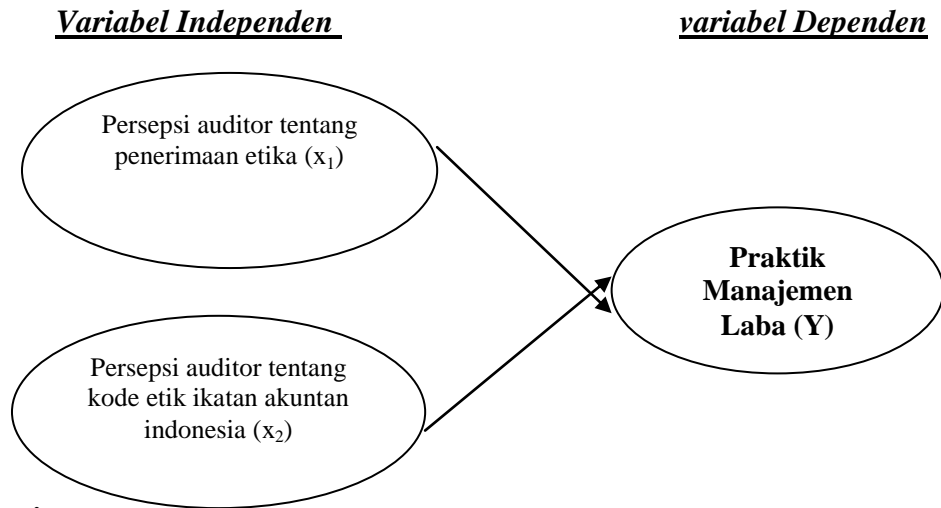 Variabel Independen
variabel Dependen
Persepsi auditor tentang
penerimaan etika (x₁)
Praktik
Manajemen
Laba (Y)
Persepsi auditor tentang
kode etik ikatan akuntan
indonesia (x₂)